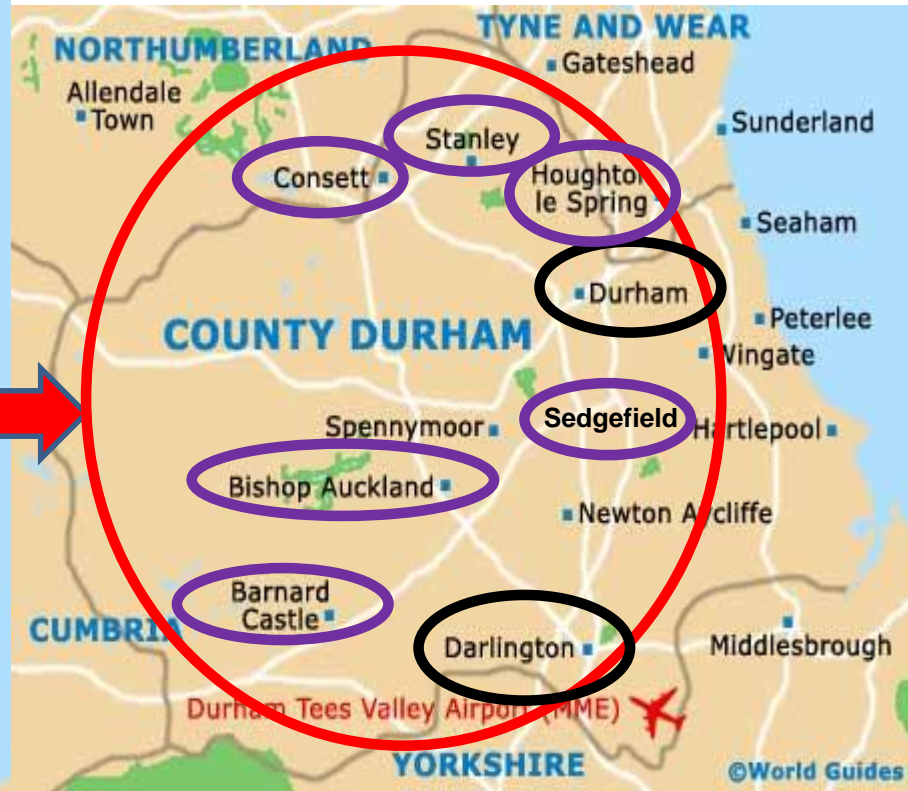 TYNE AND WEAR
NORTHUMBERLAND
Gateshead
Allendale
Town
Sunderland
Stanley
Consett
le Spring
Seaham
Durham
Peterlee
COUNTY DURHAM
Wingate
Sedgefield
Spennymoor
Hartlepool
Bishop Auckland
Newton Aycliffe
Barnard
Castle
CUMBRIA
Darlington
Middlesbrough
Durham Tees Valley Airport (MME)
YORKSHIRE
©World Guides